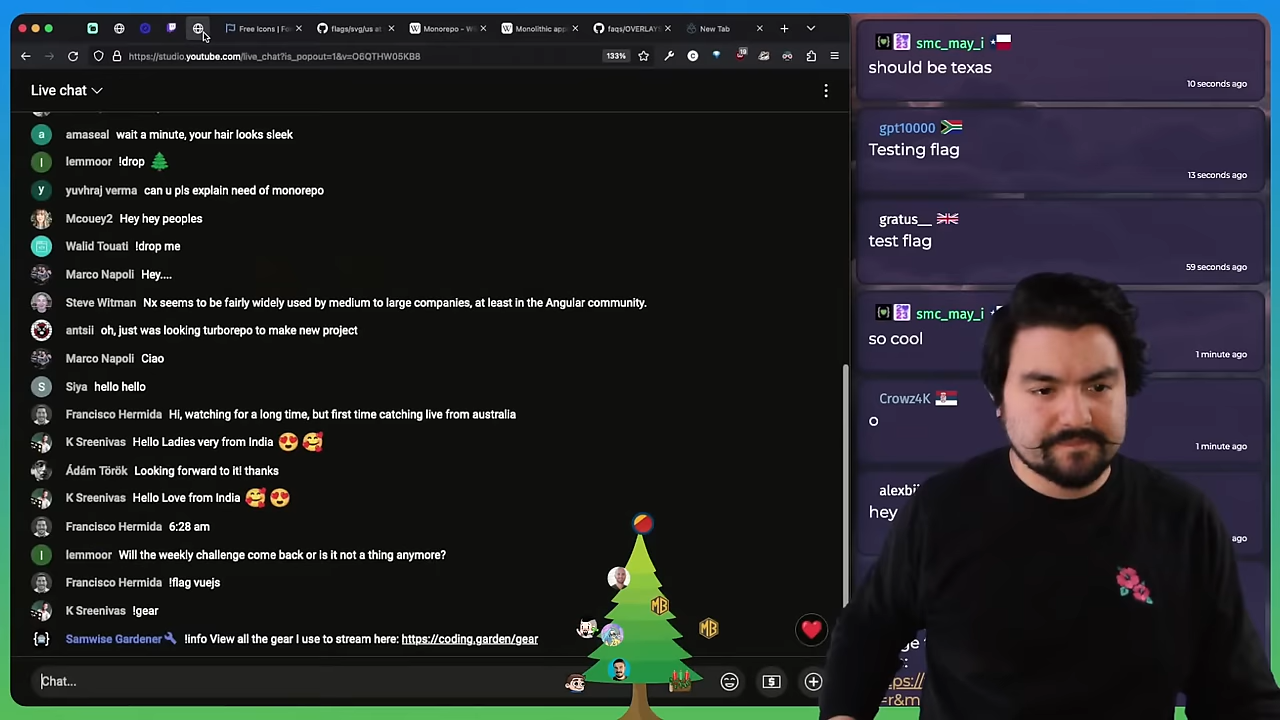 Free Icons | Fo
flags/svg/us at
Monorepo - W
Monolithic app
faqs/OVERLAY
New Tab
https://studio.youtube.com/live_chat?is_popout=1&v=O6QTHW05KB8
133%
19
Live chat
amaseal wait a minute, your hair looks sleek
lemmoor !drop
yuvhraj verma can u pls explain need of monorepo
Mcouey2 Hey hey peoples
Walid Touati !drop me
Marco Napoli Hey....
Steve Witman Nx seems to be fairly widely used by medium to large companies, at least in the Angular community.
antsii oh, just was looking turborepo to make new project
Marco Napoli Ciao
Siya hello hello
Francisco Hermida Hi, watching for a long time, but first time catching live from australia
K Sreenivas Hello Ladies very from India
Ádám Török Looking forward to it! thanks
K Sreenivas Hello Love from India
Francisco Hermida 6:28 am
lemmoor Will the weekly challenge come back or is it not a thing anymore?
Francisco Hermida !flag vuejs
K Sreenivas !gear
Samwise Gardener !info View all the gear I use to stream here: https://coding.garden/gear
Chat...
MB
MB
smc_may_i
should be texas
10 seconds ago
gpt10000
Testing flag
13 seconds ago
gratus__
test flag
59 seconds ago
smc_may_i
so cool
1 minute ago
Crowz4K
o
1 minute ago
alexbi
hey
ago